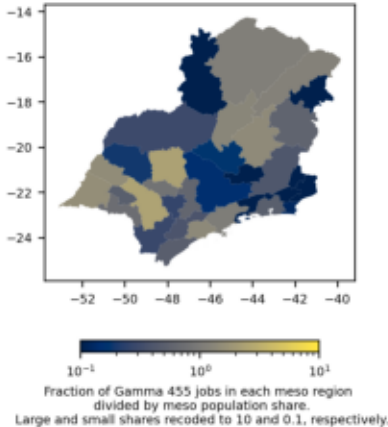 −14
−16
−18
−20
−22
−24
−52 −50 −48 −46 −44 −42 −40
10⁻¹ 10⁰ 10¹
Fraction of Gamma 455 jobs in each meso region
divided by meso population share.
Large and small shares recoded to 10 and 0.1, respectively.